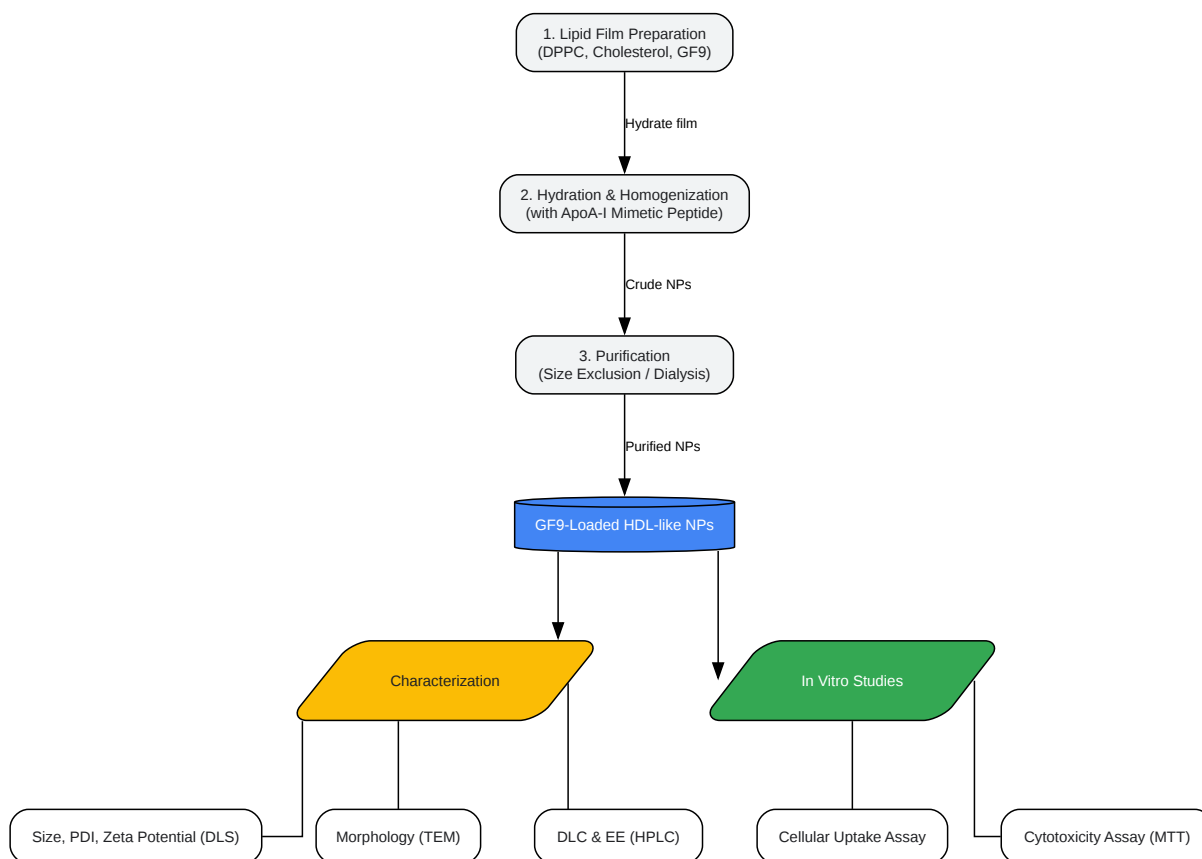 1. Lipid Film Preparation
(DPPC, Cholesterol, GF9)
Hydrate film
2. Hydration & Homogenization
(with ApoA-I Mimetic Peptide)
Crude NPs
3. Purification
(Size Exclusion / Dialysis)
Purified NPs
GF9-Loaded HDL-like NPs
Characterization
In Vitro Studies
Size, PDI, Zeta Potential (DLS)
Morphology (TEM)
DLC & EE (HPLC)
Cellular Uptake Assay
Cytotoxicity Assay (MTT)